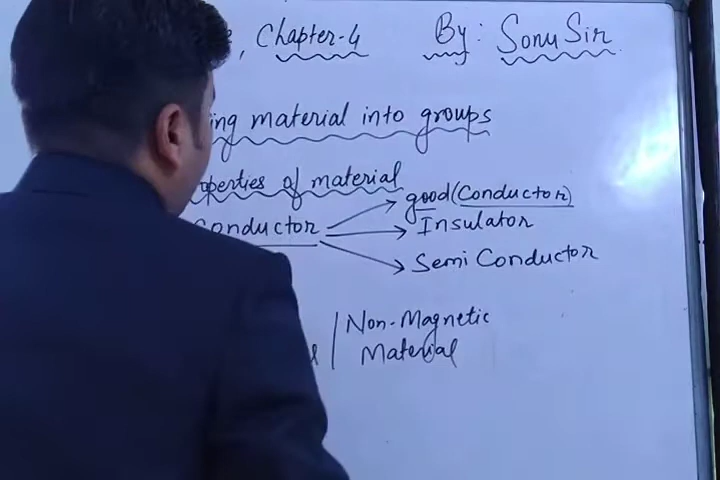 , Chapter-4 By: Sonu Sir
ing material into groups
operties of material
good (Conductor)
Conductor
Insulator
Semi Conductor
Non-Magnetic
Material